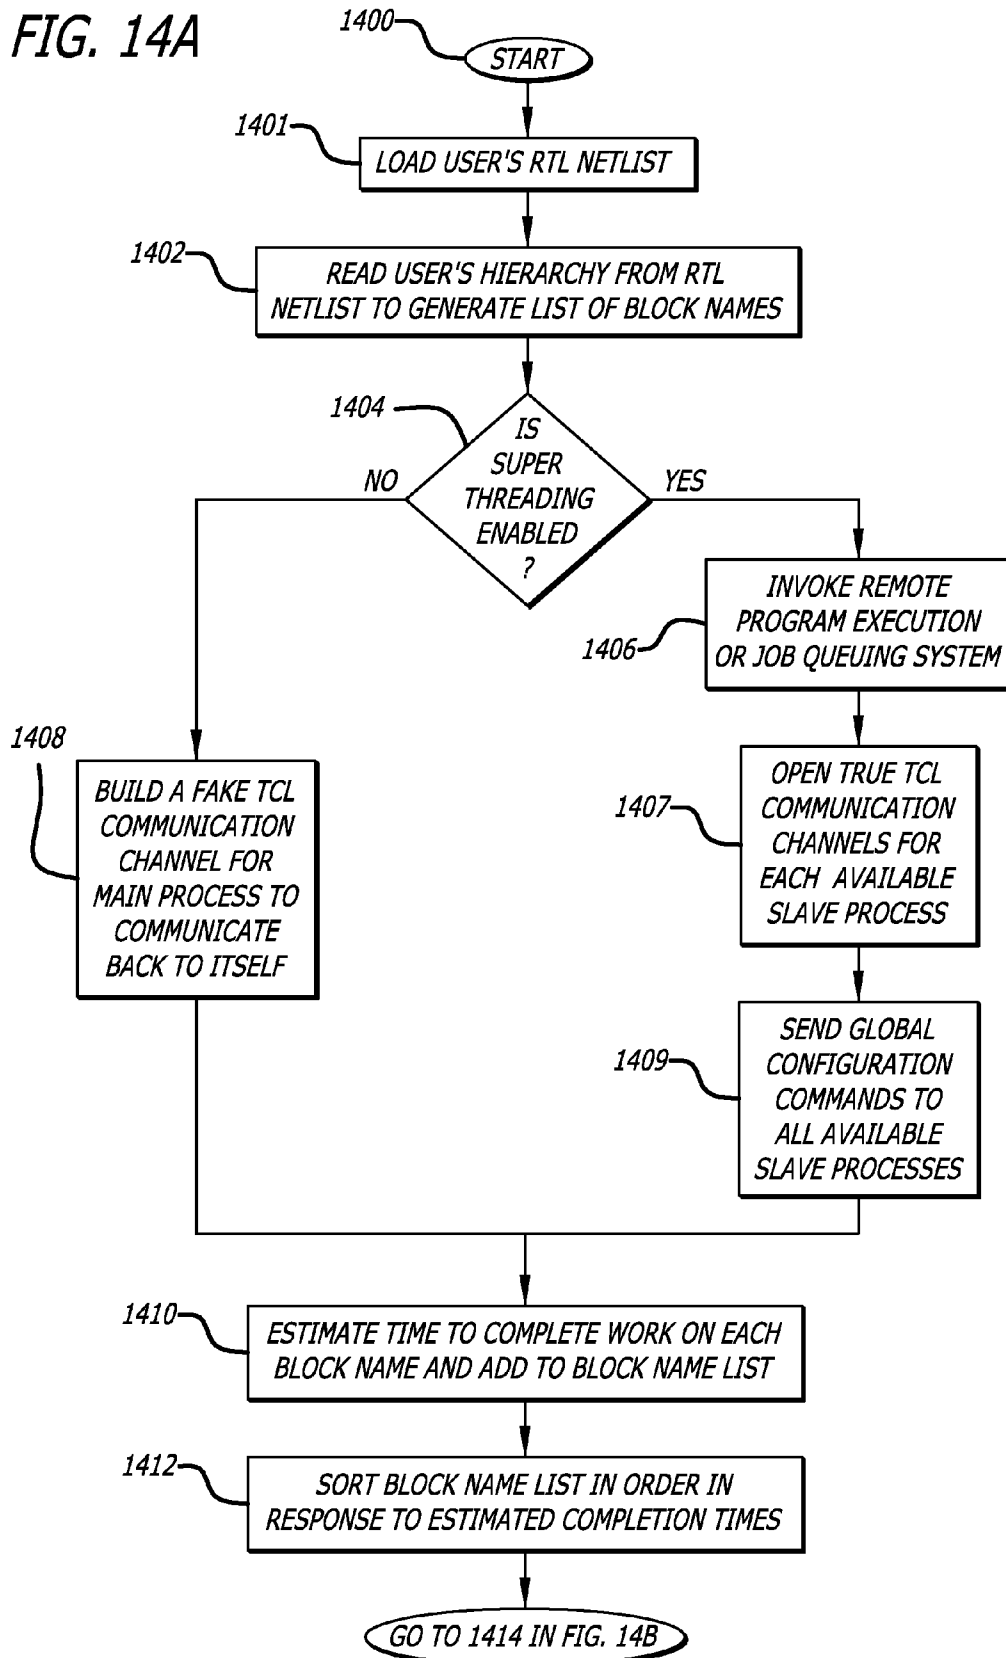 FIG. 14A
1400
START
1401
LOAD USER'S RTL NETLIST
1402
READ USER'S HIERARCHY FROM RTL
NETLIST TO GENERATE LIST OF BLOCK NAMES
1404
IS
SUPER
THREADING
ENABLED
?
NO
YES
INVOKE REMOTE
PROGRAM EXECUTION
OR JOB QUEUING SYSTEM
1406
1408
BUILD A FAKE TCL
COMMUNICATION
CHANNEL FOR
MAIN PROCESS TO
COMMUNICATE
BACK TO ITSELF
1407
OPEN TRUE TCL
COMMUNICATION
CHANNELS FOR
EACH AVAILABLE
SLAVE PROCESS
1409
SEND GLOBAL
CONFIGURATION
COMMANDS TO
ALL AVAILABLE
SLAVE PROCESSES
1410
ESTIMATE TIME TO COMPLETE WORK ON EACH
BLOCK NAME AND ADD TO BLOCK NAME LIST
1412
SORT BLOCK NAME LIST IN ORDER IN
RESPONSE TO ESTIMATED COMPLETION TIMES
GO TO 1414 IN FIG. 14B